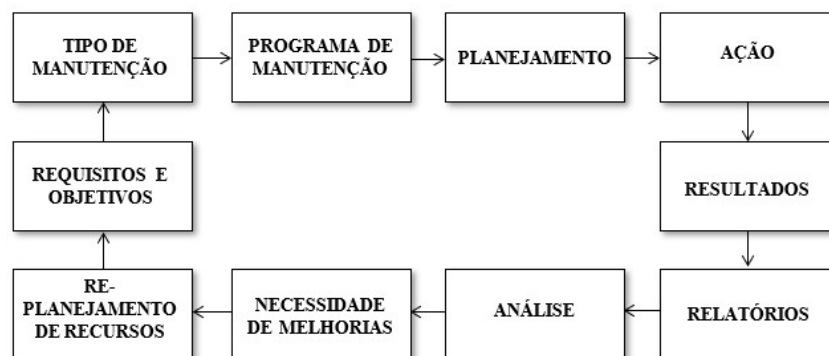 TIPO DE
MANUTENÇÃO
PROGRAMA DE
MANUTENÇÃO
PLANEJAMENTO
AÇÃO
REQUISITOS E
OBJETIVOS
RESULTADOS
RE-
PLANEJAMENTO
DE RECURSOS
NECESSIDADE
DE MELHORIAS
ANÁLISE
RELATÓRIOS